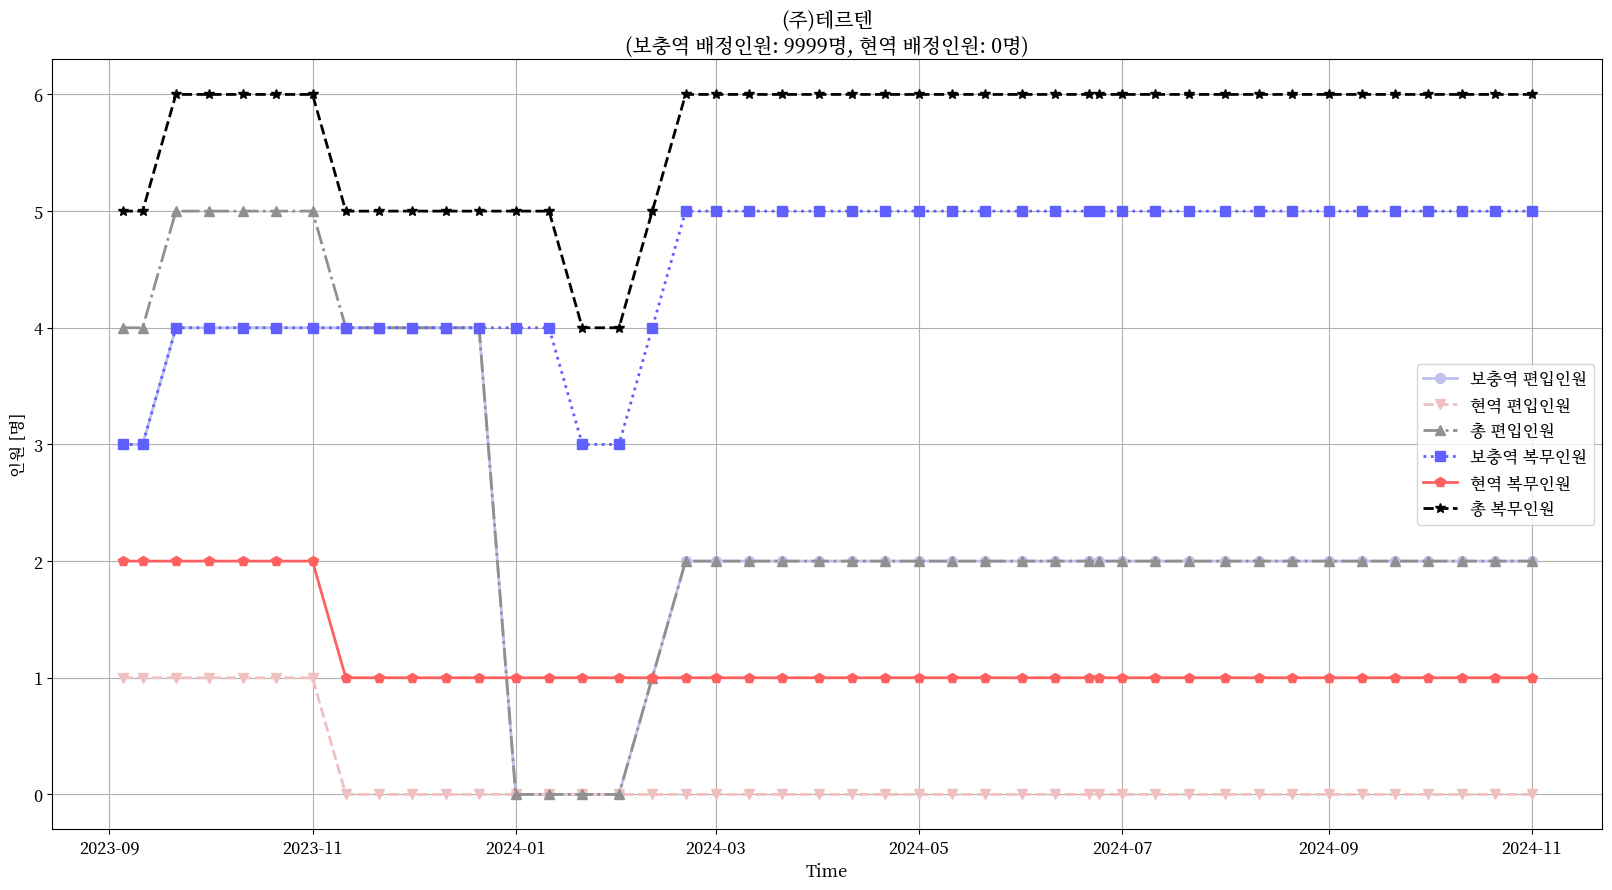 (주)테르텐
(보충역 배정인원: 9999명, 현역 배정인원: 0명)
인원 [명]
6
5
4
3
2
1
0
보충역 편입인원
현역 편입인원
총 편입인원
보충역 복무인원
현역 복무인원
총 복무인원
2023-09 2023-11 2024-01 2024-03 2024-05 2024-07 2024-09 2024-11
Time